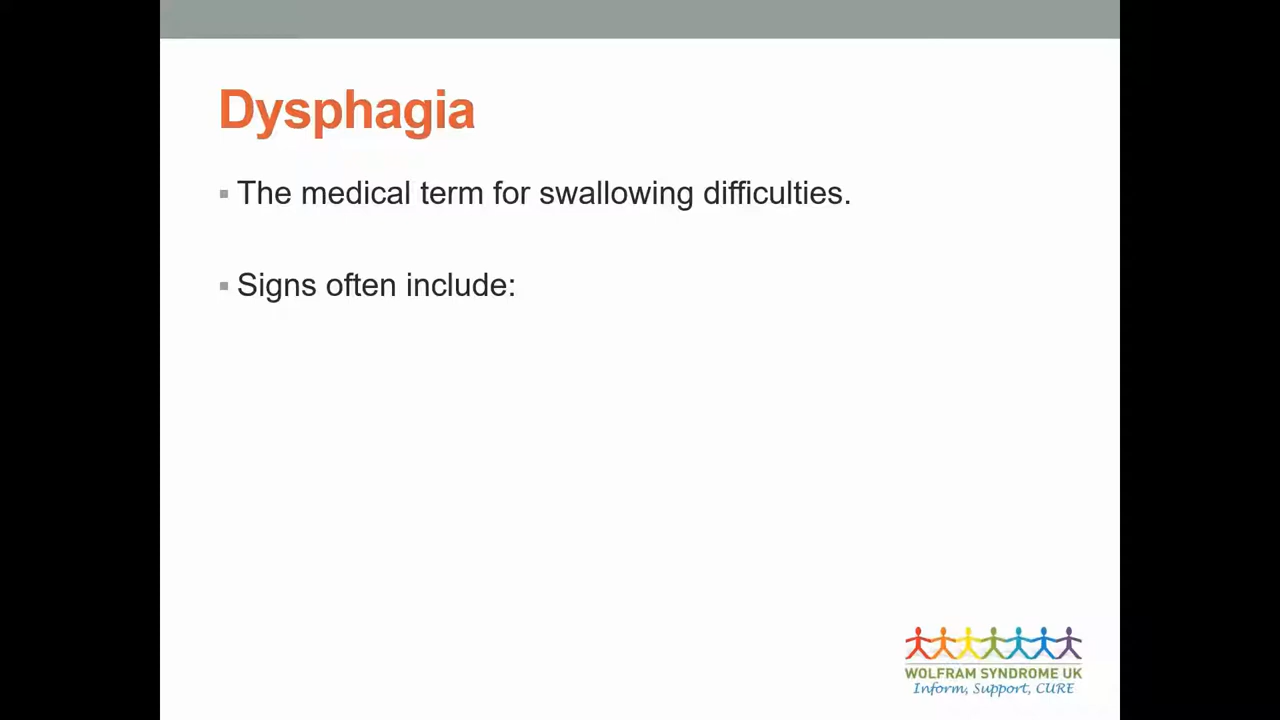 Dysphagia
The medical term for swallowing difficulties.
Signs often include:
WOLFRAM SYNDROME UK
Inform, Support, CURE